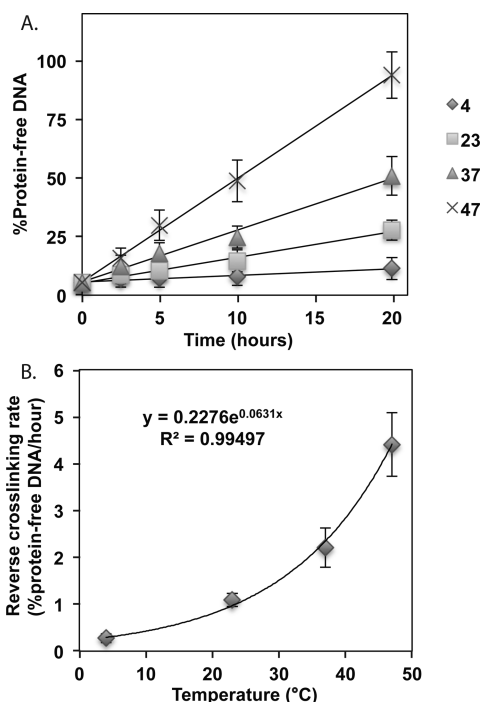 A.
%Protein-free DNA
100
75
50
25
0
0 5 10 15 20
Time (hours)
4
23
37
47
B.
Reverse crosslinking rate
(%protein-free DNA/hour)
6
5
4
3
2
1
0
y = 0.2276e^0.0631x
R² = 0.99497
0 10 20 30 40 50
Temperature (°C)